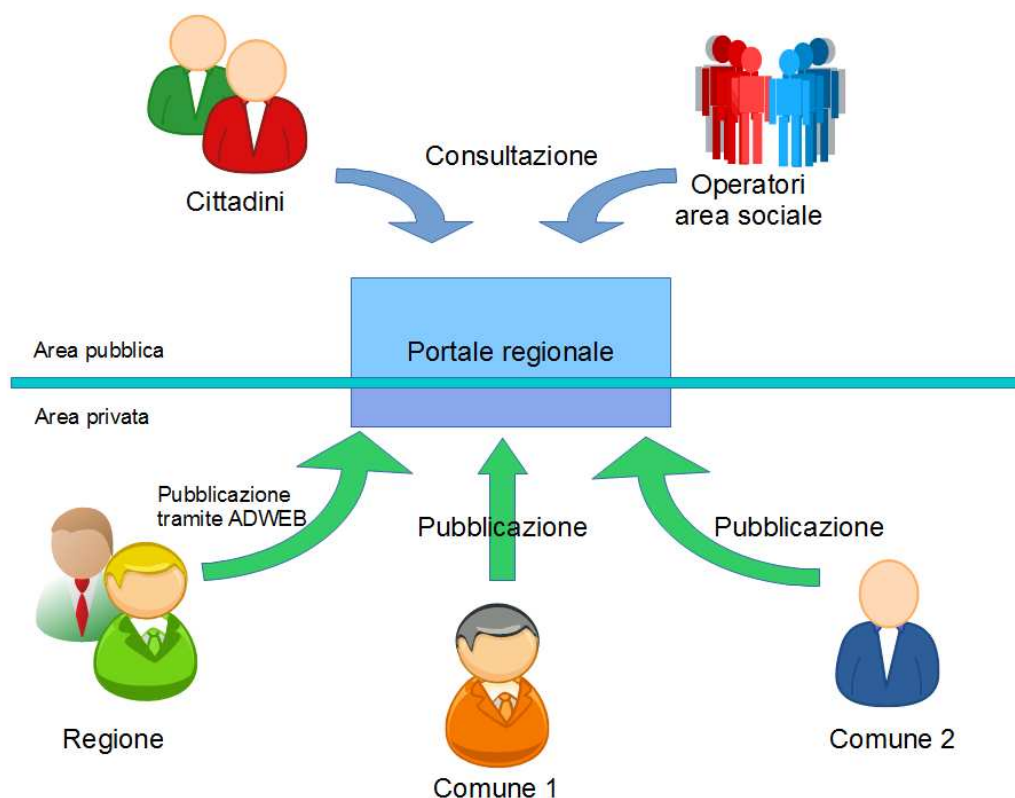 Consultazione
Cittadini
Operatori
area sociale
Area pubblica
Portale regionale
Area privata
Pubblicazione
tramite ADWEB
Pubblicazione
Pubblicazione
Regione
Comune 1
Comune 2